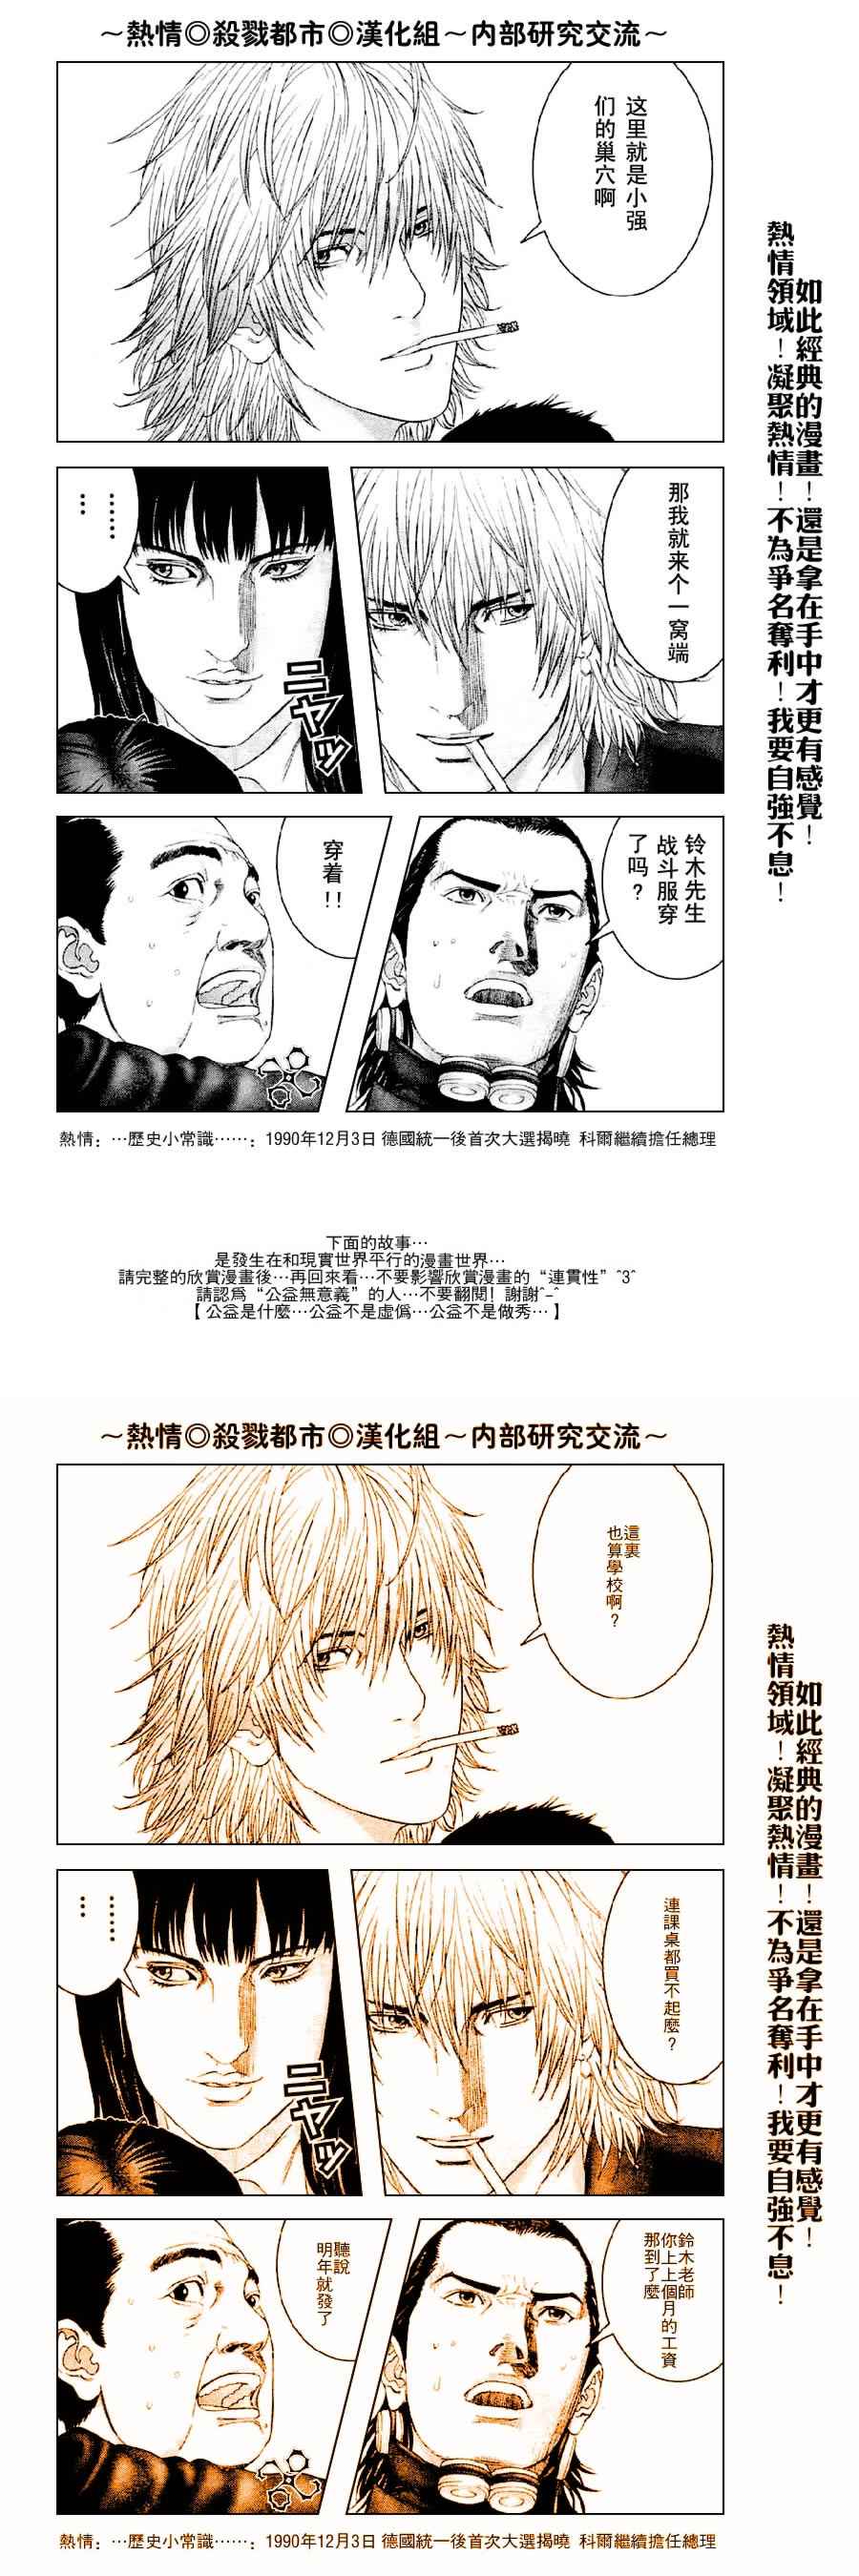 ～熱情◎殺戮都市◎漢化組～内部研究交流～
如此經典的漫畫！還是拿在手中才更有感覺！
熱情領域！凝聚熱情！不為爭名奪利！我要自強不息！
这里就是小强
们的巢穴啊
那我就来个一窝端
……
…
ニヤッ
铃木先生
战斗服穿
了吗？
穿着！！
熱情：…歷史小常識……：1990年12月3日 德國統一後首次大選揭曉 科爾繼續擔任總理
下面的故事…
是發生在和現實世界平行的漫畫世界…
請完整的欣賞漫畫後…再回來看…不要影響欣賞漫畫的“連貫性”^3^
請認爲“公益無意義”的人…不要翻閱！謝謝^-^
【 公益是什麼…公益不是虛僞…公益不是做秀… 】
～熱情◎殺戮都市◎漢化組～内部研究交流～
如此經典的漫畫！還是拿在手中才更有感覺！
熱情領域！凝聚熱情！不為爭名奪利！我要自強不息！
這裏
也算學校啊？
連課桌都買不起麼？
……
…
ニヤッ
鈴木老師
你上上個月的工資
那到了麼
聽說
明年就發了
熱情：…歷史小常識……：1990年12月3日 德國統一後首次大選揭曉 科爾繼續擔任總理